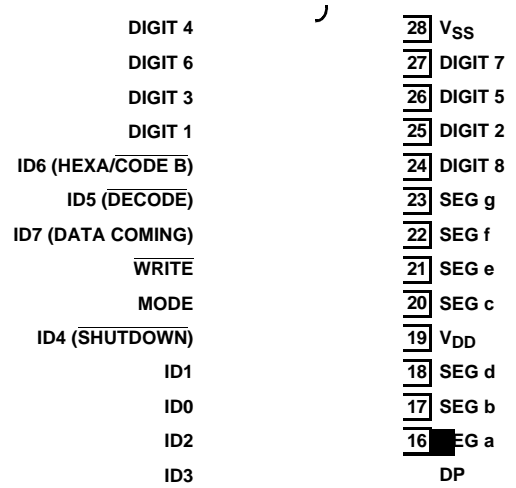 DIGIT 4 28 VSS
DIGIT 6 27 DIGIT 7
DIGIT 3 26 DIGIT 5
DIGIT 1 25 DIGIT 2
ID6 (HEXA/CODE B) 24 DIGIT 8
ID5 (DECODE) 23 SEG g
ID7 (DATA COMING) 22 SEG f
WRITE 21 SEG e
MODE 20 SEG c
ID4 (SHUTDOWN) 19 VDD
ID1 18 SEG d
ID0 17 SEG b
ID2 16 EG a
ID3 DP